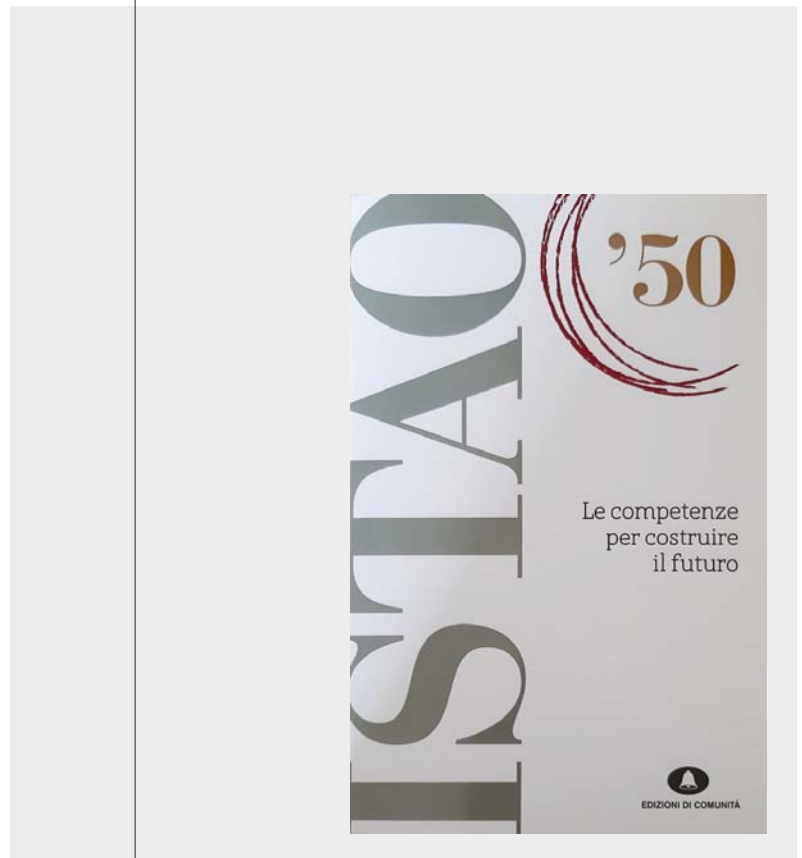 ISTAO
’50
Le competenze
per costruire
il futuro
EDIZIONI DI COMUNITÀ